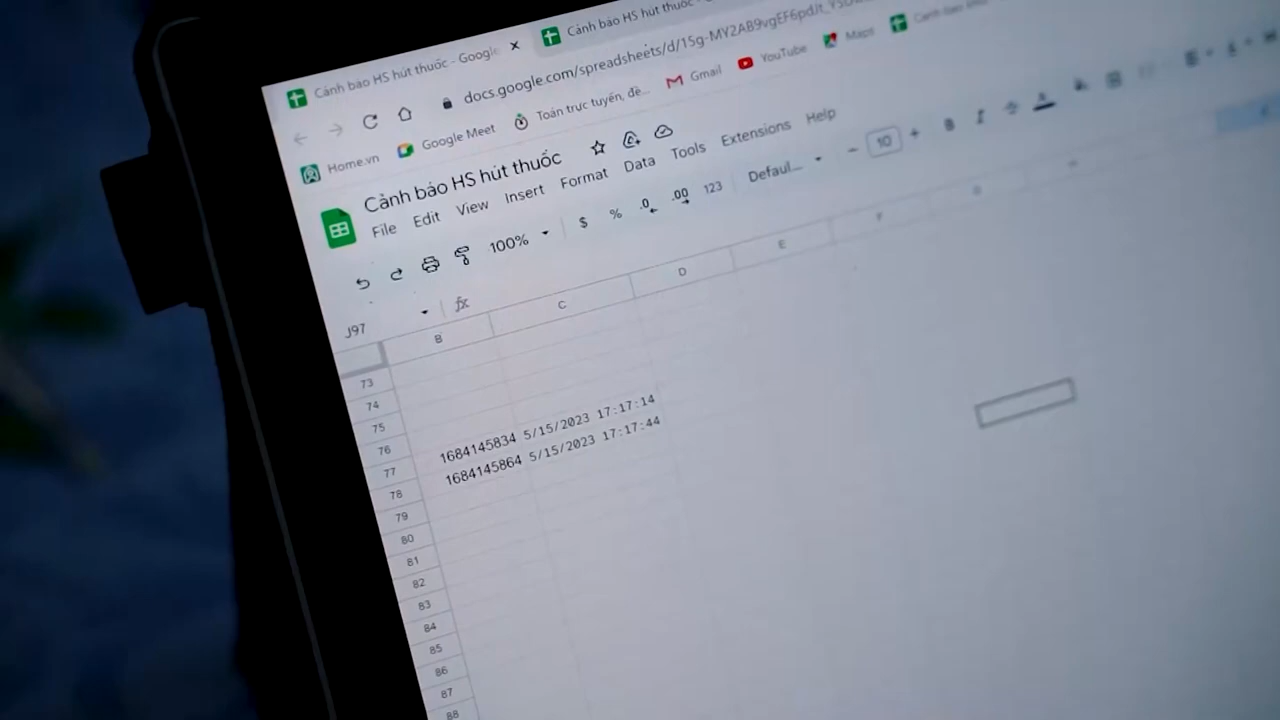 Cảnh báo HS hút thuốc - Google
Cảnh báo HS hút thuốc -
docs.google.com/spreadsheets/d/15g-MY2AB9vgEF6pdJt_
Home.vn
Google Meet
Toán trực tuyến, đề...
Gmail
YouTube
Maps
Cảnh báo HS hút thuốc
File Edit View Insert Format Data Tools Extensions Help
100% $ % .0 .00 123 Defaul... − 10 + B I
J97 fx
B C D E F
73
74
75
76 1684145834 5/15/2023 17:17:14
77 1684145864 5/15/2023 17:17:44
78
79
80
81
82
83
84
85
86
87
88